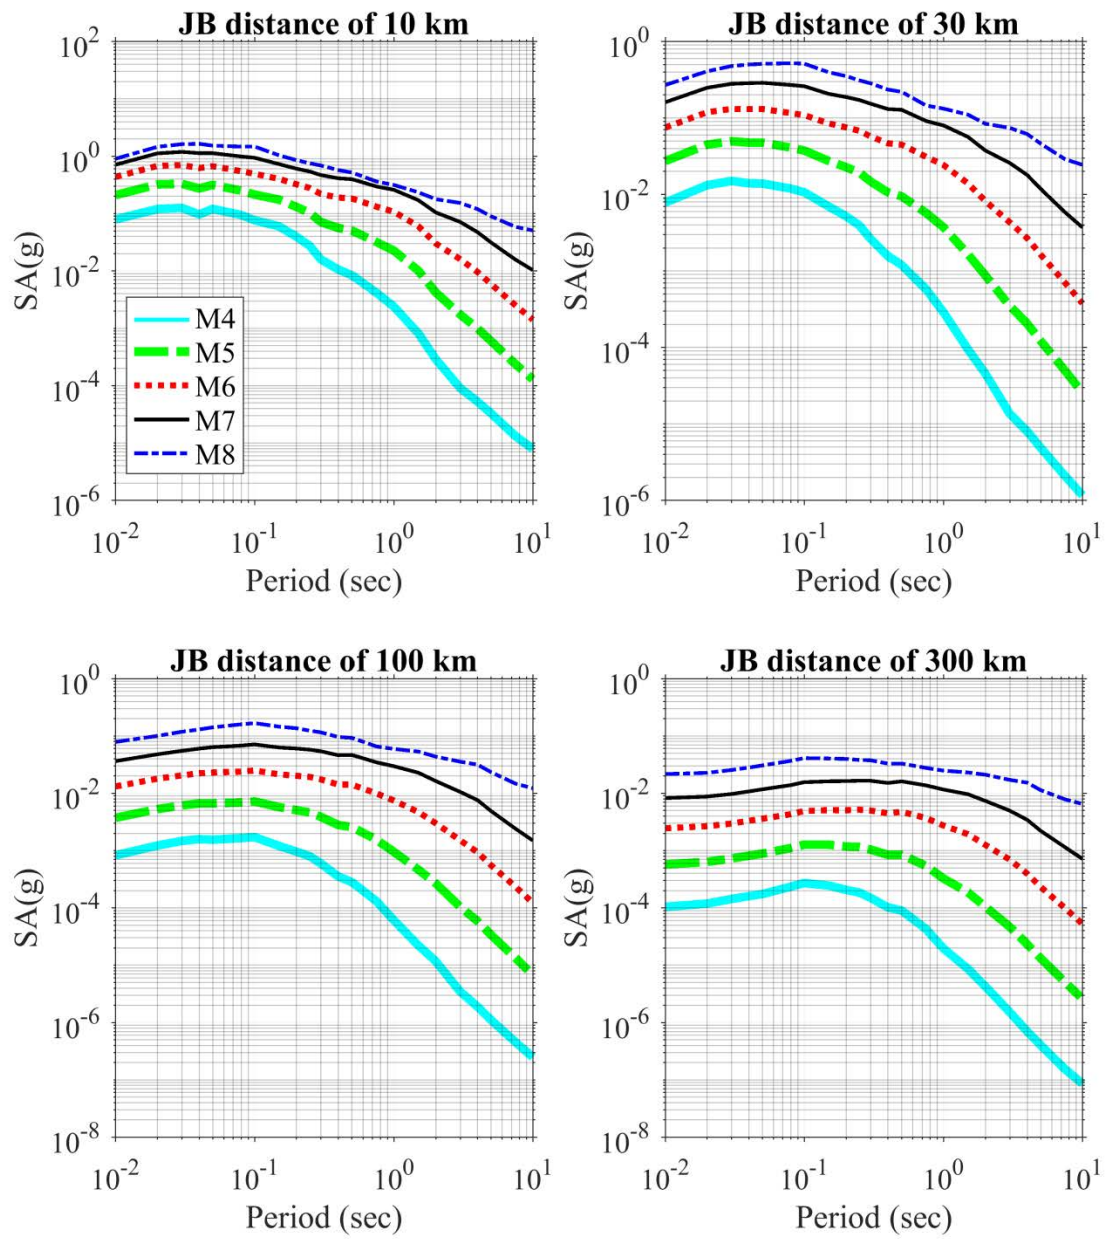 JB distance of 10 km
10^2
10^0
10^-2
10^-4
10^-6
SA(g)
M4
M5
M6
M7
M8
10^-2
10^-1
10^0
10^1
Period (sec)
JB distance of 30 km
10^0
10^-2
10^-4
10^-6
SA(g)
10^-2
10^-1
10^0
10^1
Period (sec)
JB distance of 100 km
10^0
10^-2
10^-4
10^-6
10^-8
SA(g)
10^-2
10^-1
10^0
10^1
Period (sec)
JB distance of 300 km
10^0
10^-2
10^-4
10^-6
10^-8
SA(g)
10^-2
10^-1
10^0
10^1
Period (sec)